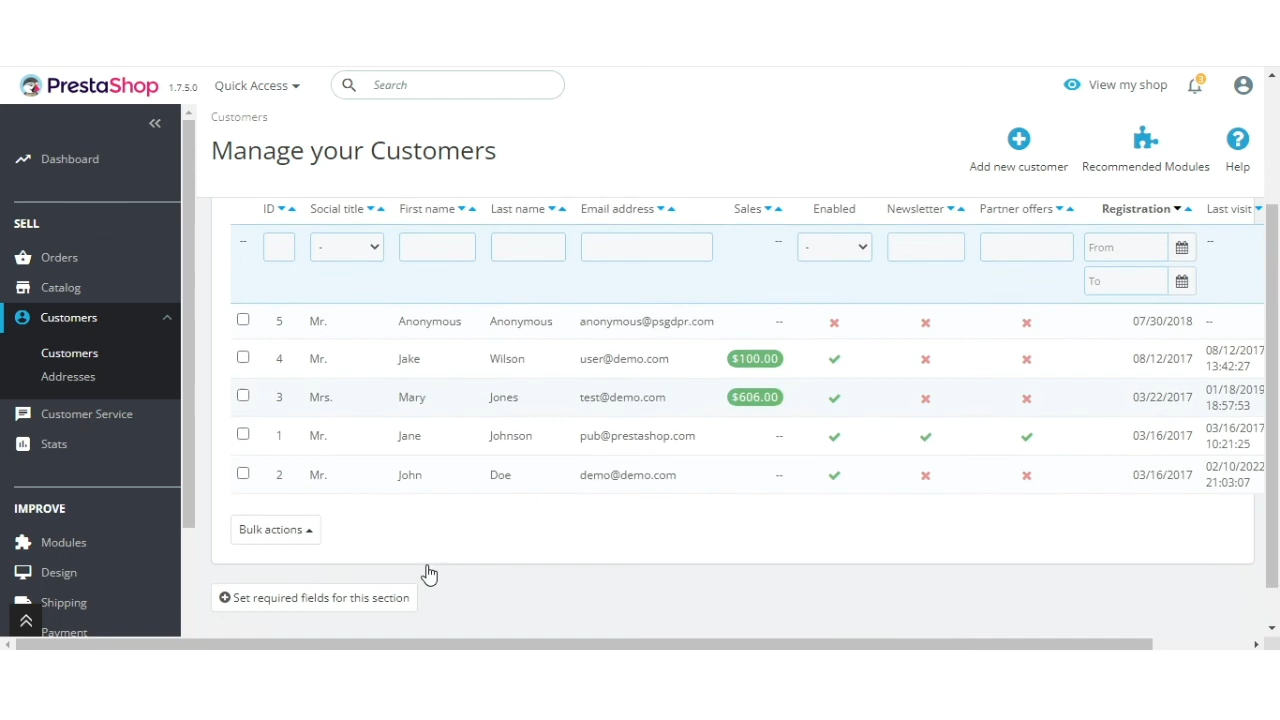 PrestaShop 1.7.5.0 Quick Access Search View my shop 3
Customers
Manage your Customers
Add new customer Recommended Modules Help
Dashboard
SELL
Orders
Catalog
Customers
Customers
Addresses
Customer Service
Stats
IMPROVE
Modules
Design
Shipping
Payment
ID Social title First name Last name Email address Sales Enabled Newsletter Partner offers Registration Last visit
-- - -- - From --
To
5 Mr. Anonymous Anonymous anonymous@psgdpr.com -- 07/30/2018 --
4 Mr. Jake Wilson user@demo.com $100.00 08/12/2017 08/12/2017
13:42:27
3 Mrs. Mary Jones test@demo.com $606.00 03/22/2017 01/18/2019
18:57:53
1 Mr. Jane Johnson pub@prestashop.com -- 03/16/2017 03/16/2017
10:21:25
2 Mr. John Doe demo@demo.com -- 03/16/2017 02/10/2022
21:03:07
Bulk actions
Set required fields for this section